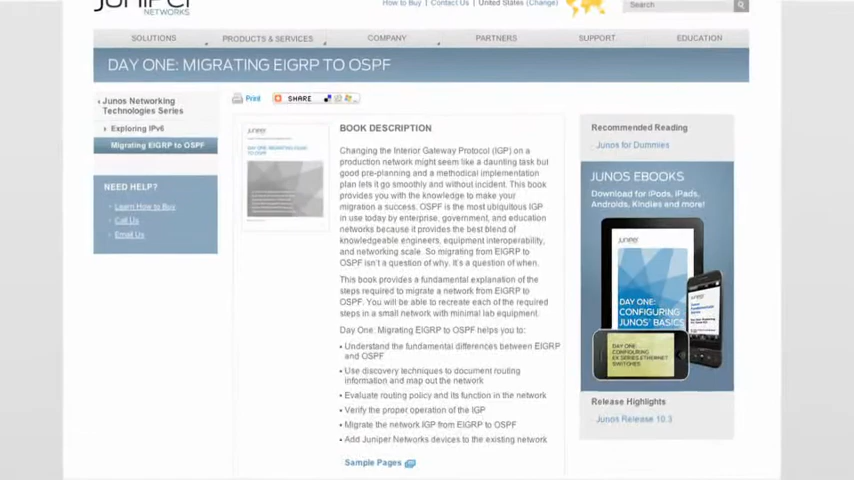 JUNIPER
NETWORKS
How to Buy | Contact Us | United States (Change)
Search
SOLUTIONS
PRODUCTS & SERVICES
COMPANY
PARTNERS
SUPPORT
EDUCATION
DAY ONE: MIGRATING EIGRP TO OSPF
Junos Networking
Technologies Series
Exploring IPv6
Migrating EIGRP to OSPF
NEED HELP?
Learn How to Buy
Call Us
Email Us
Print
SHARE
BOOK DESCRIPTION
Changing the Interior Gateway Protocol (IGP) on a
production network might seem like a daunting task but
good pre-planning and a methodical implementation
plan lets it go smoothly and without incident. This book
provides you with the knowledge to make your
migration a success. OSPF is the most ubiquitous IGP
in use today by enterprise, government, and education
networks because it provides the best blend of
knowledgeable engineers, equipment interoperability,
and networking scale. So migrating from EIGRP to
OSPF isn't a question of why. It's a question of when.
This book provides a fundamental explanation of the
steps required to migrate a network from EIGRP to
OSPF. You will be able to recreate each of the required
steps in a small network with minimal lab equipment.
Day One: Migrating EIGRP to OSPF helps you to:
• Understand the fundamental differences between EIGRP
and OSPF
• Use discovery techniques to document routing
information and map out the network
• Evaluate routing policy and its function in the network
• Verify the proper operation of the IGP
• Migrate the network IGP from EIGRP to OSPF
• Add Juniper Networks devices to the existing network
Sample Pages
Recommended Reading
Junos for Dummies
JUNOS EBOOKS
Download for iPods, iPads,
Androids, Kindles and more!
DAY ONE:
CONFIGURING
JUNOS BASICS
DAY ONE:
CONFIGURING
EX SERIES ETHERNET
SWITCHES
Release Highlights
Junos Release 10.3